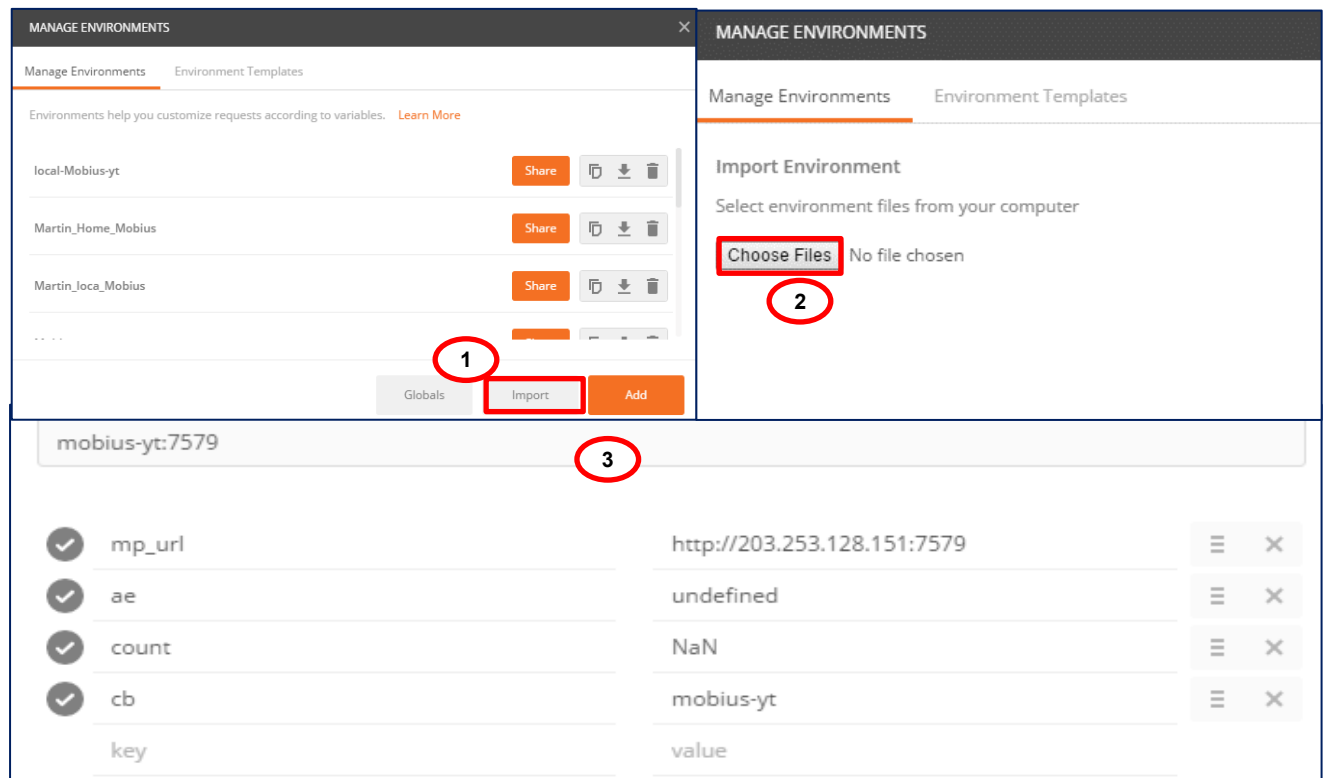 MANAGE ENVIRONMENTS
Manage Environments Environment Templates
Environments help you customize requests according to variables. Learn More
local-Mobius-yt Share
Martin_Home_Mobius Share
Martin_loca_Mobius Share
1
Globals Import Add
MANAGE ENVIRONMENTS
Manage Environments Environment Templates
Import Environment
Select environment files from your computer
Choose Files No file chosen
2
mobius-yt:7579
3
mp_url http://203.253.128.151:7579
ae undefined
count NaN
cb mobius-yt
key value